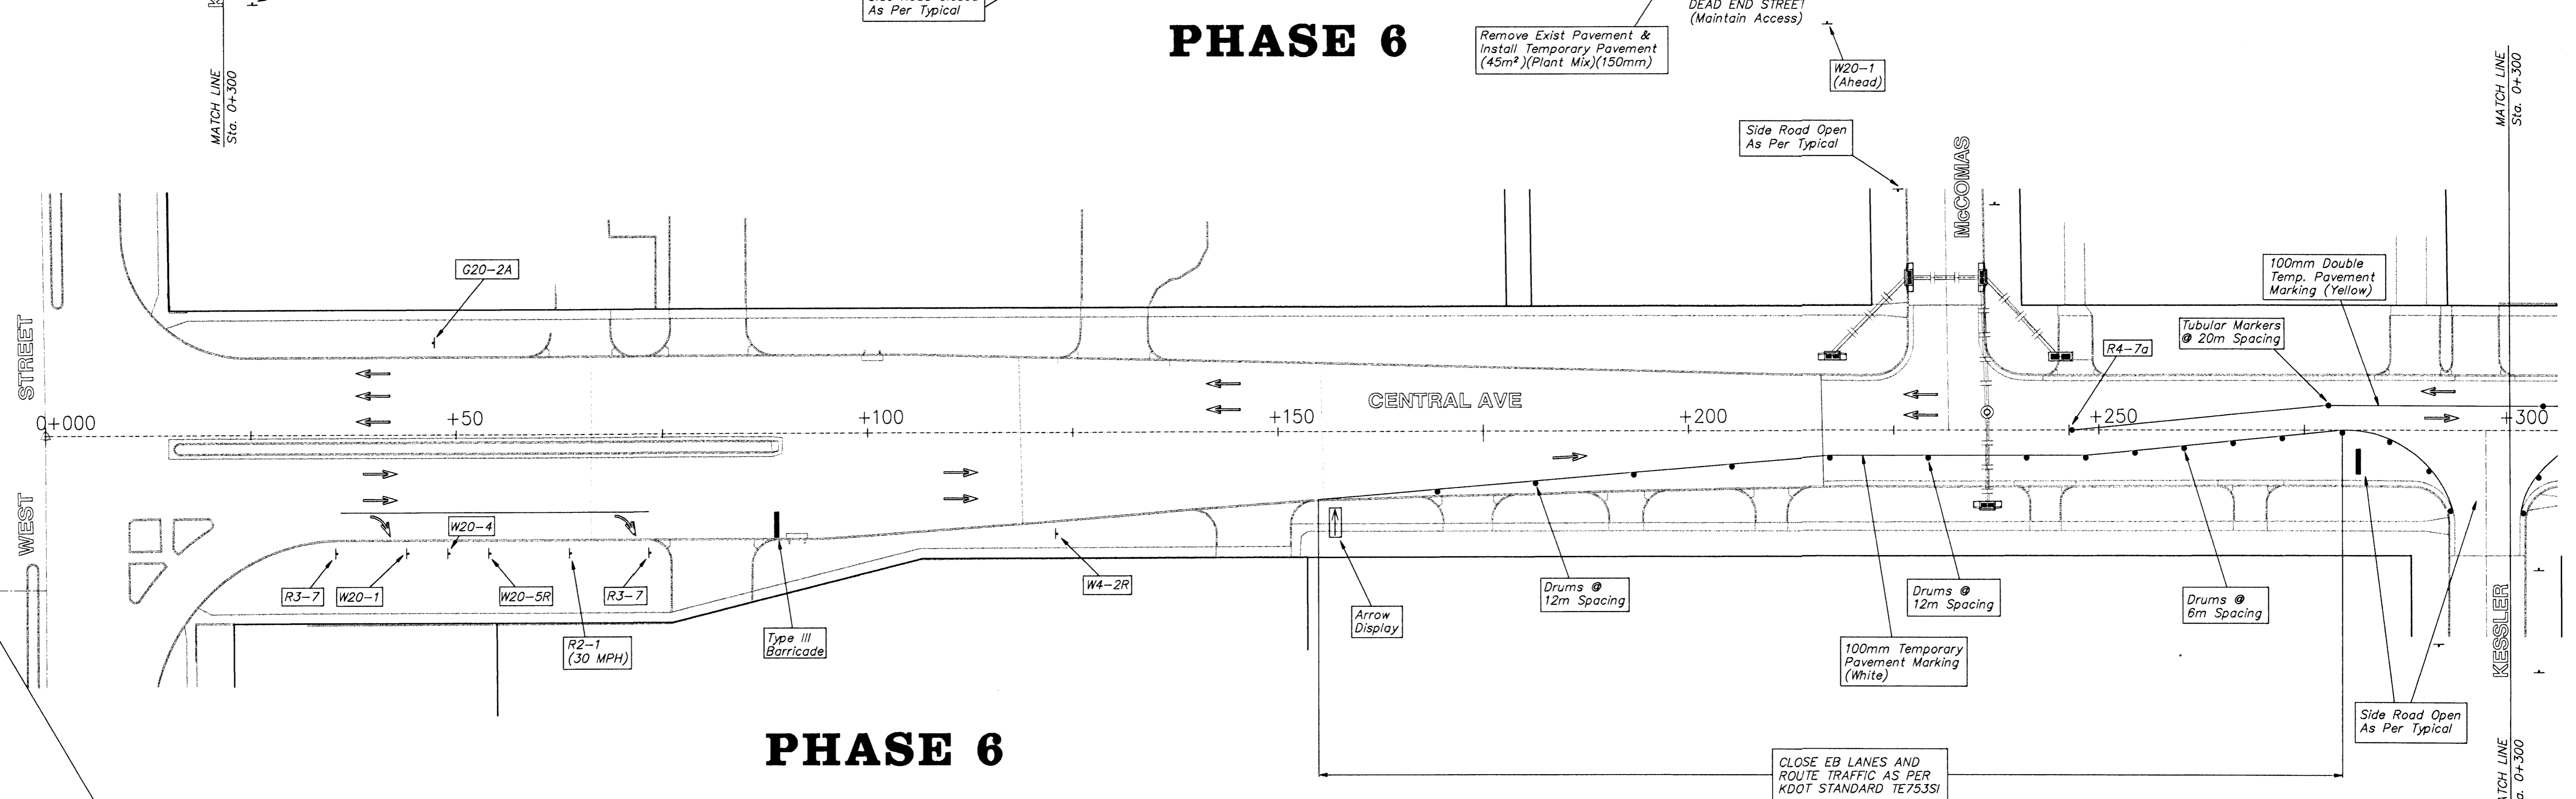 As Per Typical
PHASE 6
Remove Exist Pavement &
Install Temporary Pavement
(45m²)(Plant Mix)(150mm)
DEAD END STREET
(Maintain Access)
W20-1
(Ahead)
MATCH LINE
Sta. 0+300
MATCH LINE
Sta. 0+300
Side Road Open
As Per Typical
McCOMAS
G20-2A
100mm Double
Temp. Pavement
Marking (Yellow)
Tubular Markers
@ 20m Spacing
R4-7a
WEST STREET
CENTRAL AVE
0+000
+50
+100
+150
+200
+250
+300
W20-4
R3-7
W20-1
W20-5R
R3-7
R2-1
(30 MPH)
Type III
Barricade
W4-2R
Arrow
Display
Drums @
12m Spacing
Drums @
12m Spacing
Drums @
6m Spacing
100mm Temporary
Pavement Marking
(White)
KESSLER
Side Road Open
As Per Typical
PHASE 6
CLOSE EB LANES AND
ROUTE TRAFFIC AS PER
KDOT STANDARD TE753SI
TCH LINE
a. 0+300